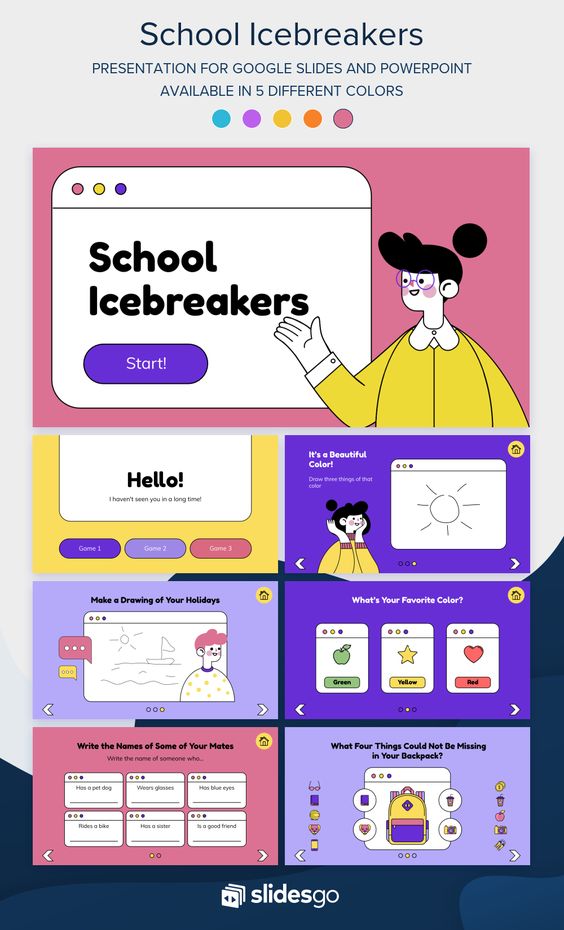 School Icebreakers
PRESENTATION FOR GOOGLE SLIDES AND POWERPOINT
AVAILABLE IN 5 DIFFERENT COLORS
School
Icebreakers
Start!
Hello!
I haven't seen you in a long time!
Game 1
Game 2
Game 3
It's a Beautiful
Color!
Draw three things of that
color
Make a Drawing of Your Holidays
What's Your Favorite Color?
Green
Yellow
Red
Write the Names of Some of Your Mates
Write the name of someone who...
Has a pet dog
Wears glasses
Has blue eyes
Rides a bike
Has a sister
Is a good friend
What Four Things Could Not Be Missing
in Your Backpack?
slidesgo